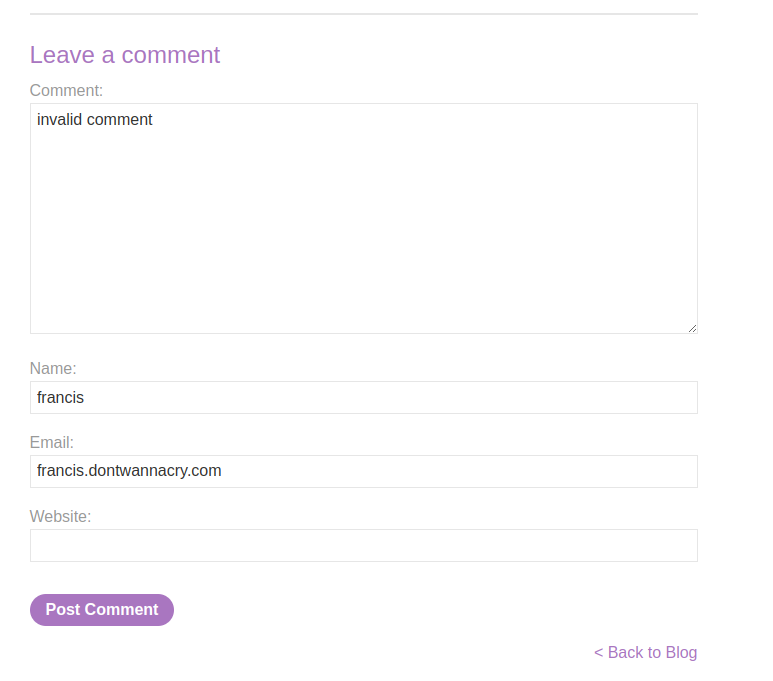 Leave a comment
Comment:
invalid comment
Name:
francis
Email:
francis.dontwannacry.com
Website:
Post Comment
< Back to Blog